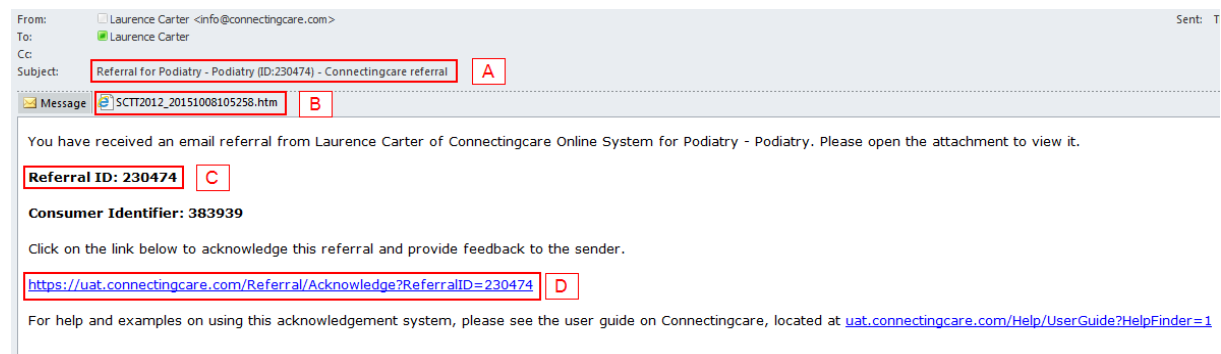 From: Laurence Carter <info@connectingcare.com> Sent: T
To: Laurence Carter
Cc:
Subject: Referral for Podiatry - Podiatry (ID:230474) - Connectingcare referral A
Message SCTT2012_20151008105258.htm B
You have received an email referral from Laurence Carter of Connectingcare Online System for Podiatry - Podiatry. Please open the attachment to view it.
Referral ID: 230474 C
Consumer Identifier: 383939
Click on the link below to acknowledge this referral and provide feedback to the sender.
https://uat.connectingcare.com/Referral/Acknowledge?ReferralID=230474 D
For help and examples on using this acknowledgement system, please see the user guide on Connectingcare, located at uat.connectingcare.com/Help/UserGuide?HelpFinder=1